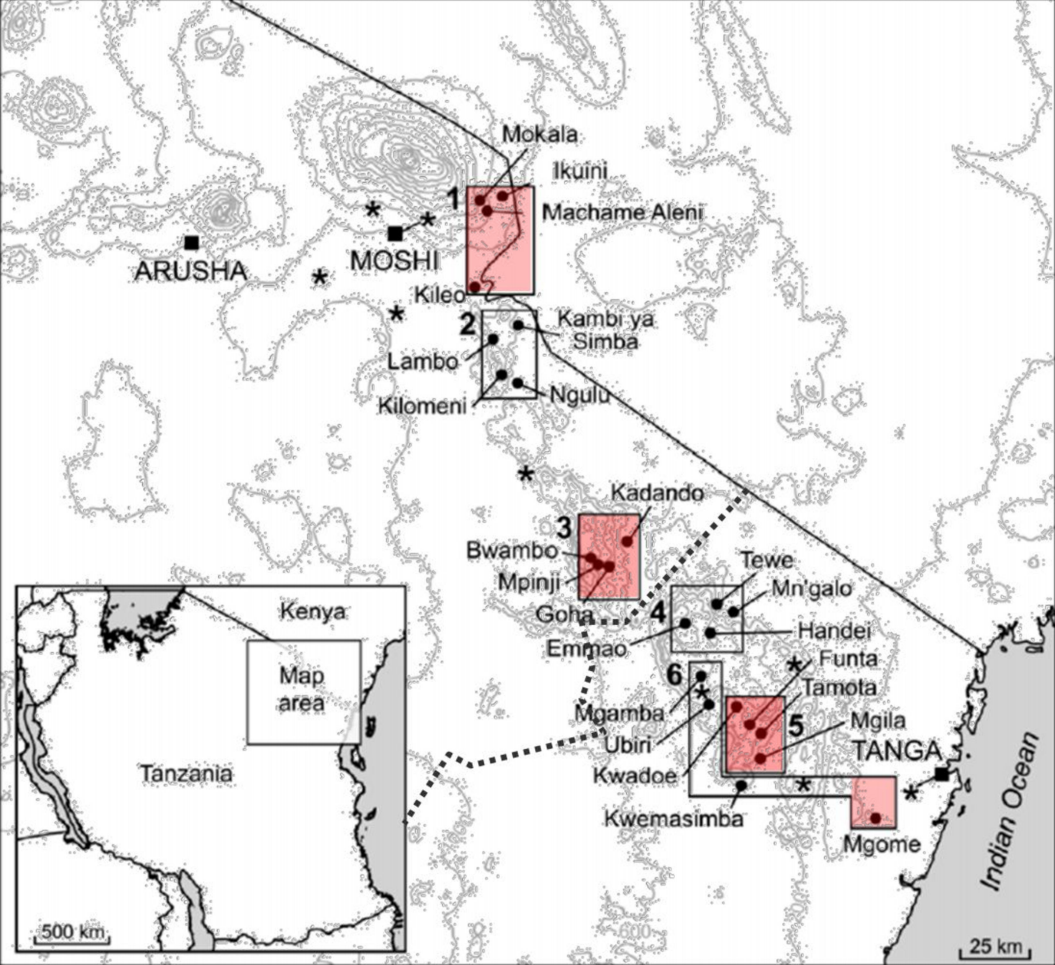 Mokala
Ikuini
1
Machame Aleni
MOSHI
ARUSHA
Kileo
2
Kambi ya
Simba
Lambo
Kilomeni
Ngulu
Kadando
3
Bwambo
Mpinji
Goha
Tewe
Mn'galo
4
Handei
Emmao
Funta
6
Tamota
Mgamba
5
Mgila
Ubiri
TANGA
Kwadoe
Kwemasimba
Mgome
Indian Ocean
25 km
Kenya
Map
area
Tanzania
500 km
600